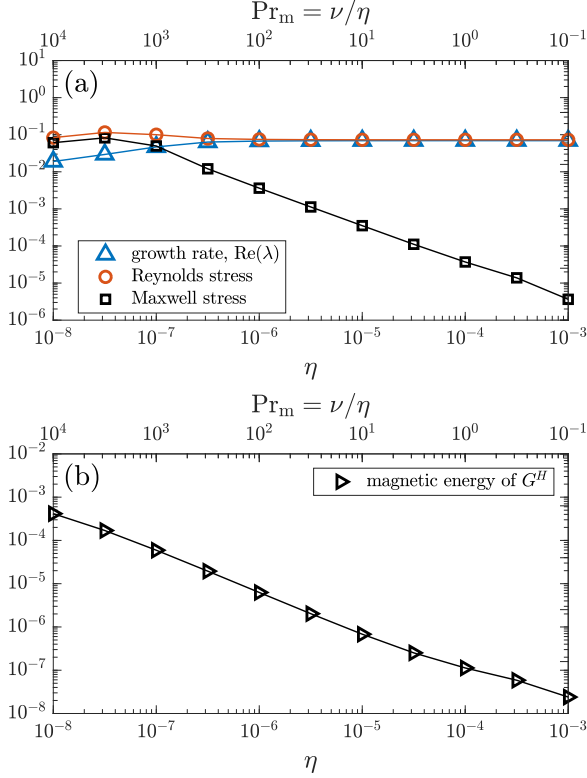 Pr_m = ν/η
10^4 10^3 10^2 10^1 10^0 10^-1
(a)
10^1
10^0
10^-1
10^-2
10^-3
10^-4
10^-5
10^-6
growth rate, Re(λ)
Reynolds stress
Maxwell stress
10^-8 10^-7 10^-6 10^-5 10^-4 10^-3
η
Pr_m = ν/η
10^4 10^3 10^2 10^1 10^0 10^-1
(b)
10^-2
10^-3
10^-4
10^-5
10^-6
10^-7
10^-8
magnetic energy of G^H
10^-8 10^-7 10^-6 10^-5 10^-4 10^-3
η